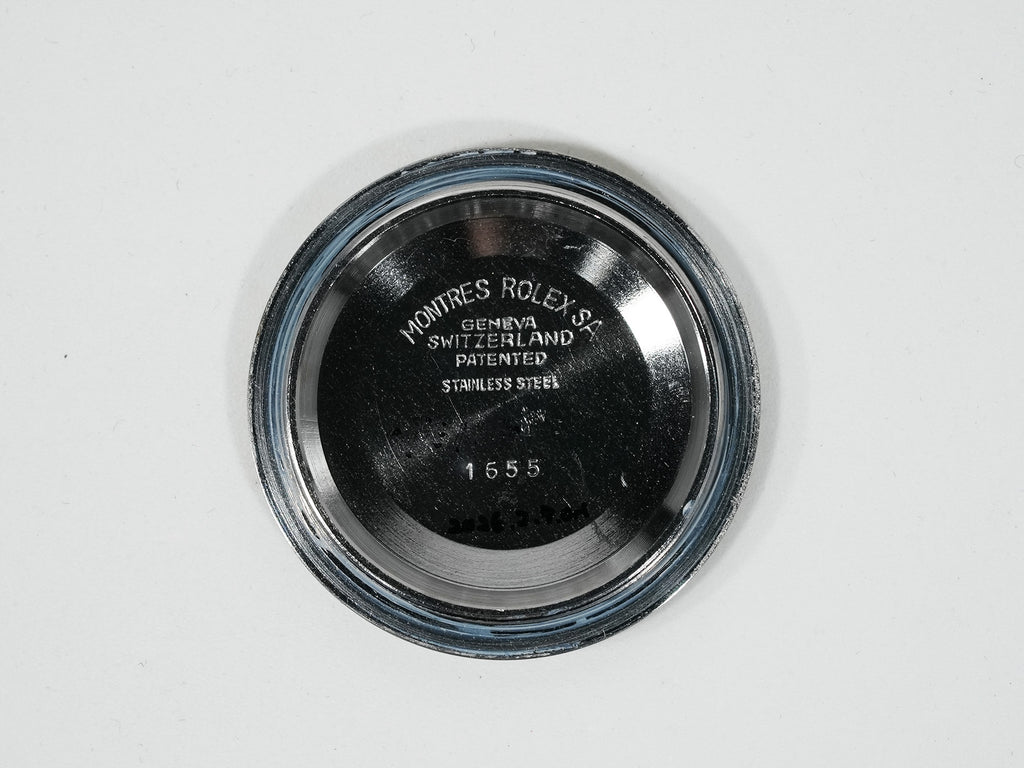 MONTRES ROLEX SA
GENEVA
SWITZERLAND
PATENTED
STAINLESS STEEL
1655